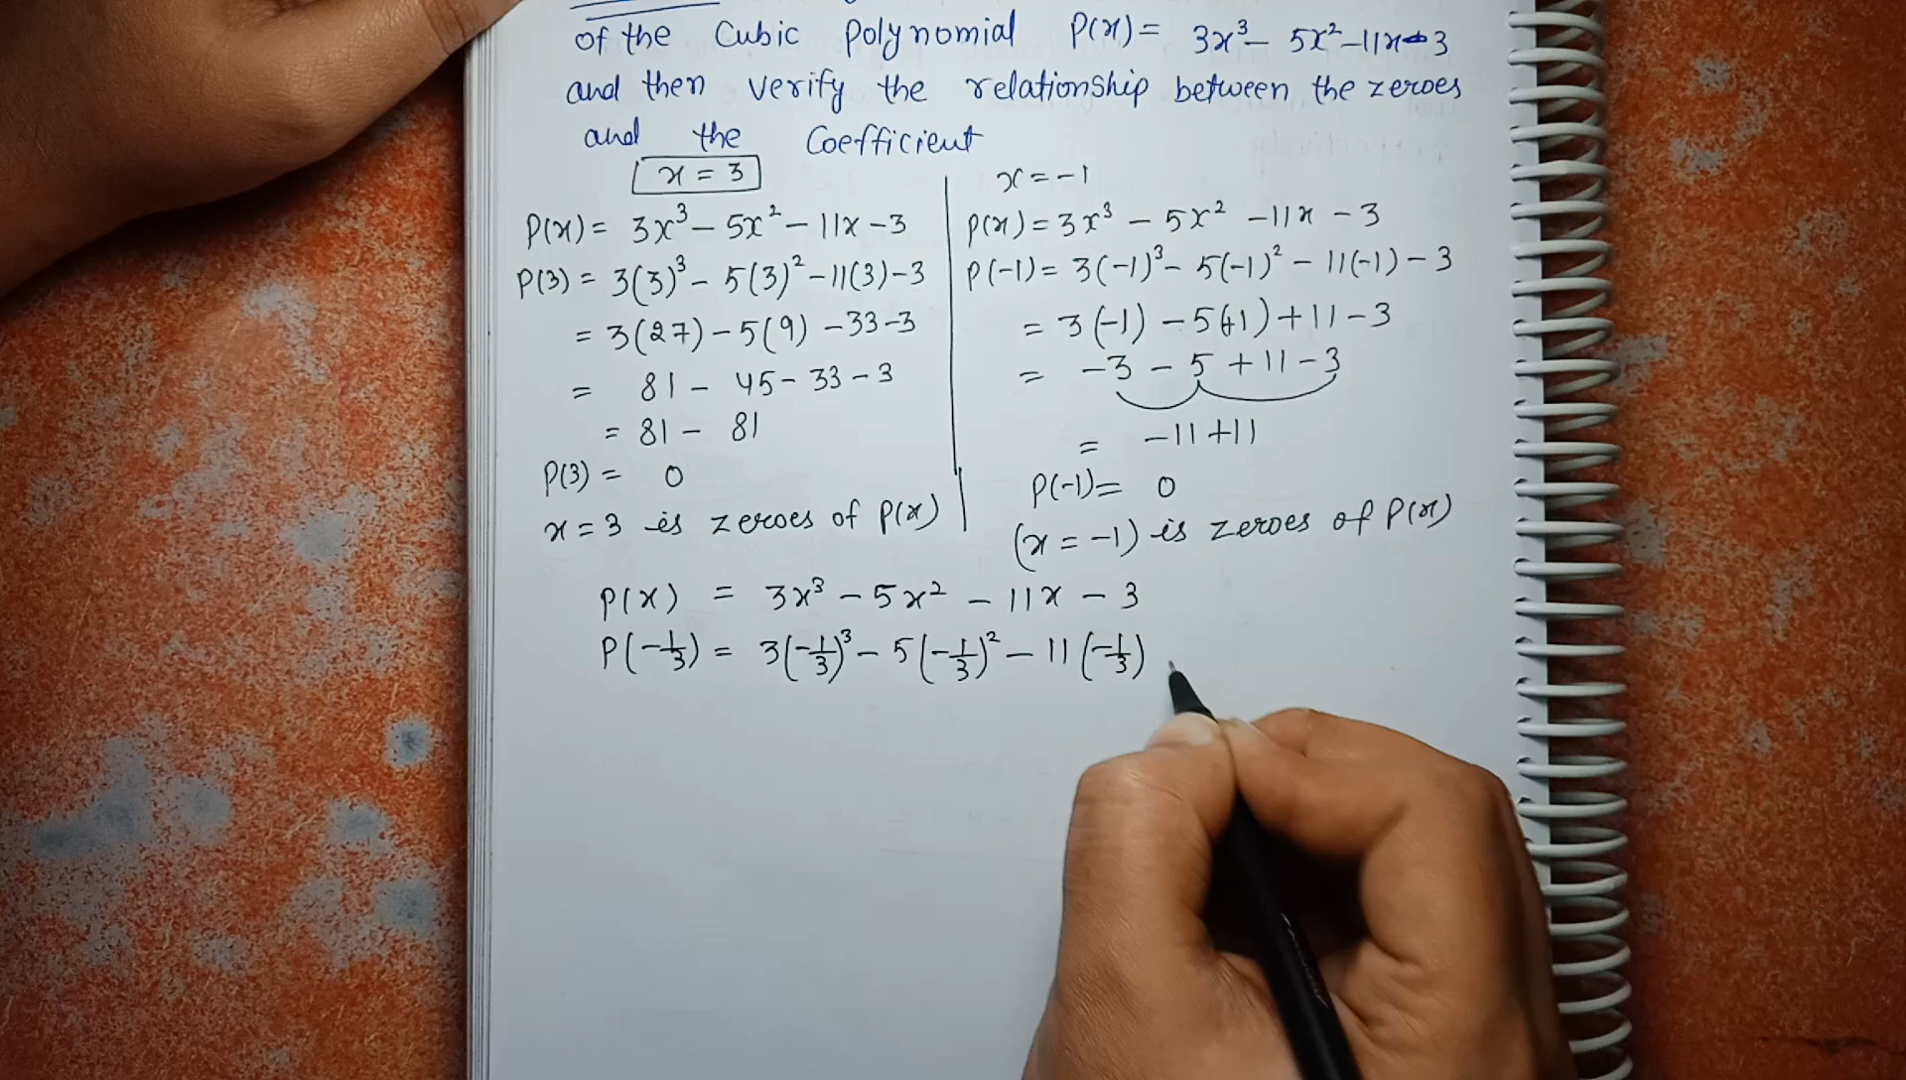 of the Cubic Polynomial P(x) = 3x³ – 5x² – 11x – 3
and then verify the relationship between the zeroes
and the Coefficient
x = 3
P(x) = 3x³ – 5x² – 11x – 3
P(3) = 3(3)³ – 5(3)² – 11(3) – 3
= 3(27) – 5(9) – 33 – 3
= 81 – 45 – 33 – 3
= 81 – 81
P(3) = 0
x = 3 is zeroes of P(x)
x = –1
P(x) = 3x³ – 5x² – 11x – 3
P(–1) = 3(–1)³ – 5(–1)² – 11(–1) – 3
= 3(–1) – 5(+1) + 11 – 3
= –3 – 5 + 11 – 3
= –11 + 11
P(–1) = 0
(x = –1) is zeroes of P(x)
P(x) = 3x³ – 5x² – 11x – 3
P(–1/3) = 3(–1/3)³ – 5(–1/3)² – 11(–1/3)